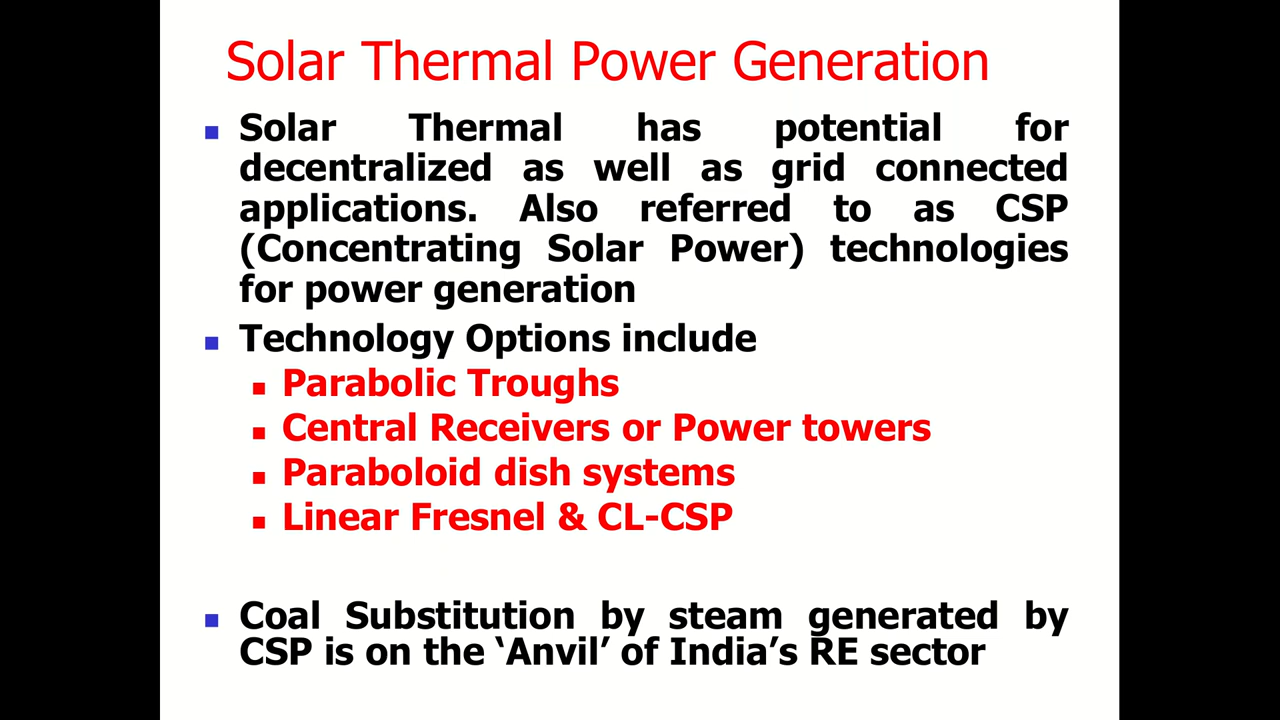 Solar Thermal Power Generation
Solar Thermal has potential for
decentralized as well as grid connected
applications. Also referred to as CSP
(Concentrating Solar Power) technologies
for power generation
Technology Options include
Parabolic Troughs
Central Receivers or Power towers
Paraboloid dish systems
Linear Fresnel & CL-CSP
Coal Substitution by steam generated by
CSP is on the ‘Anvil’ of India’s RE sector